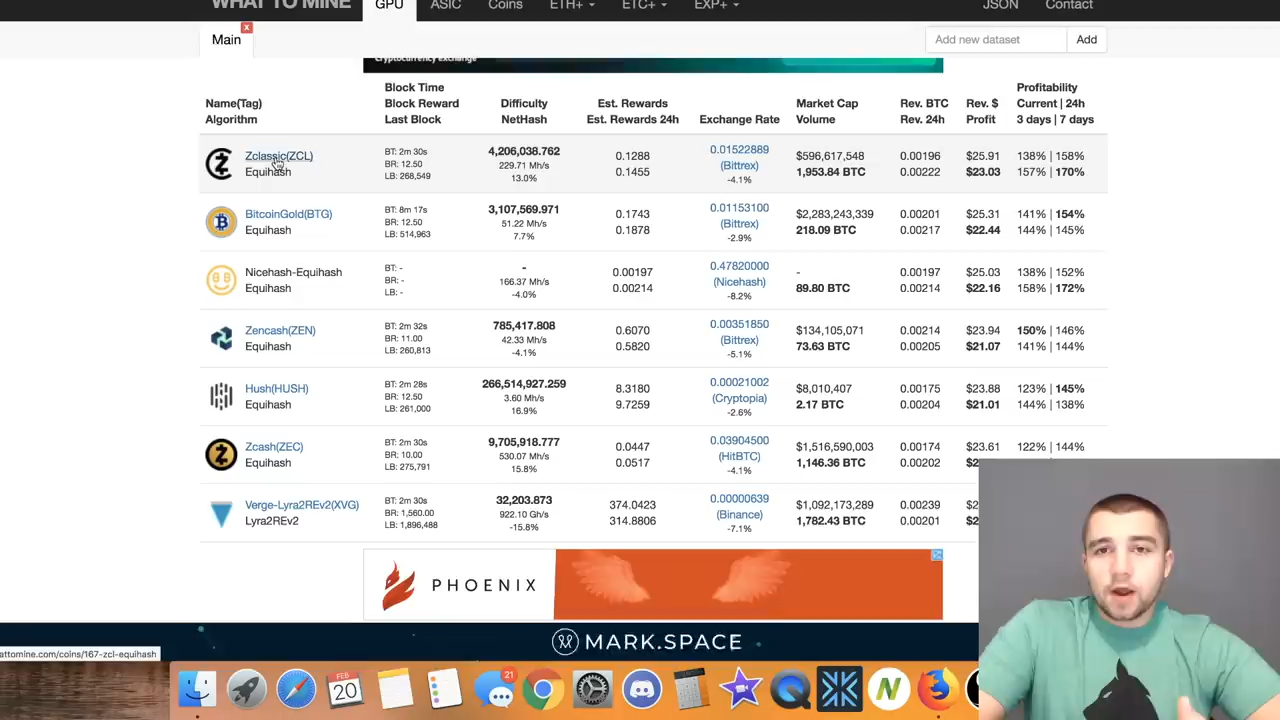 WHAT TO MINE
GPU
ASIC
Coins
ETH+
ETC+
EXP+
JSON
Contact
Main
x
Add new dataset
Add
Cryptocurrency exchange
Name(Tag)
Algorithm
Block Time
Block Reward
Last Block
Difficulty
NetHash
Est. Rewards
Est. Rewards 24h
Exchange Rate
Market Cap
Volume
Rev. BTC
Rev. 24h
Rev. $
Profit
Profitability
Current | 24h
3 days | 7 days
Zclassic(ZCL)
Equihash
BT: 2m 30s
BR: 12.50
LB: 268,549
4,206,038.762
229.71 Mh/s
13.0%
0.1288
0.1455
0.01522889
(Bittrex)
-4.1%
$596,617,548
1,953.84 BTC
0.00196
0.00222
$25.91
$23.03
138% | 158%
157% | 170%
BitcoinGold(BTG)
Equihash
BT: 8m 17s
BR: 12.50
LB: 514,963
3,107,569.971
51.22 Mh/s
7.7%
0.1743
0.1878
0.01153100
(Bittrex)
-2.9%
$2,283,243,339
218.09 BTC
0.00201
0.00217
$25.31
$22.44
141% | 154%
144% | 145%
Nicehash-Equihash
Equihash
BT: -
BR: -
LB: -
-
166.37 Mh/s
-4.0%
0.00197
0.00214
0.47820000
(Nicehash)
-8.2%
-
89.80 BTC
0.00197
0.00214
$25.03
$22.16
138% | 152%
158% | 172%
Zencash(ZEN)
Equihash
BT: 2m 32s
BR: 11.00
LB: 260,813
785,417.808
42.33 Mh/s
-4.1%
0.6070
0.5820
0.00351850
(Bittrex)
-5.1%
$134,105,071
73.63 BTC
0.00214
0.00205
$23.94
$21.07
150% | 146%
141% | 144%
Hush(HUSH)
Equihash
BT: 2m 28s
BR: 12.50
LB: 261,000
266,514,927.259
3.60 Mh/s
16.9%
8.3180
9.7259
0.00021002
(Cryptopia)
-2.6%
$8,010,407
2.17 BTC
0.00175
0.00204
$23.88
$21.01
123% | 145%
144% | 138%
Zcash(ZEC)
Equihash
BT: 2m 30s
BR: 10.00
LB: 275,791
9,705,918.777
530.07 Mh/s
15.8%
0.0447
0.0517
0.03904500
(HitBTC)
-4.1%
$1,516,590,003
1,146.36 BTC
0.00174
0.00202
$23.61
$2
122% | 144%
Verge-Lyra2REv2(XVG)
Lyra2REv2
BT: 2m 30s
BR: 1,560.00
LB: 1,896,488
32,203.873
922.10 Gh/s
-15.8%
374.0423
314.8806
0.00000639
(Binance)
-7.1%
$1,092,173,289
1,782.43 BTC
0.00239
0.00201
$2
$2
PHOENIX
MARK.SPACE
attomine.com/coins/167-zcl-equihash
FEB
20
21